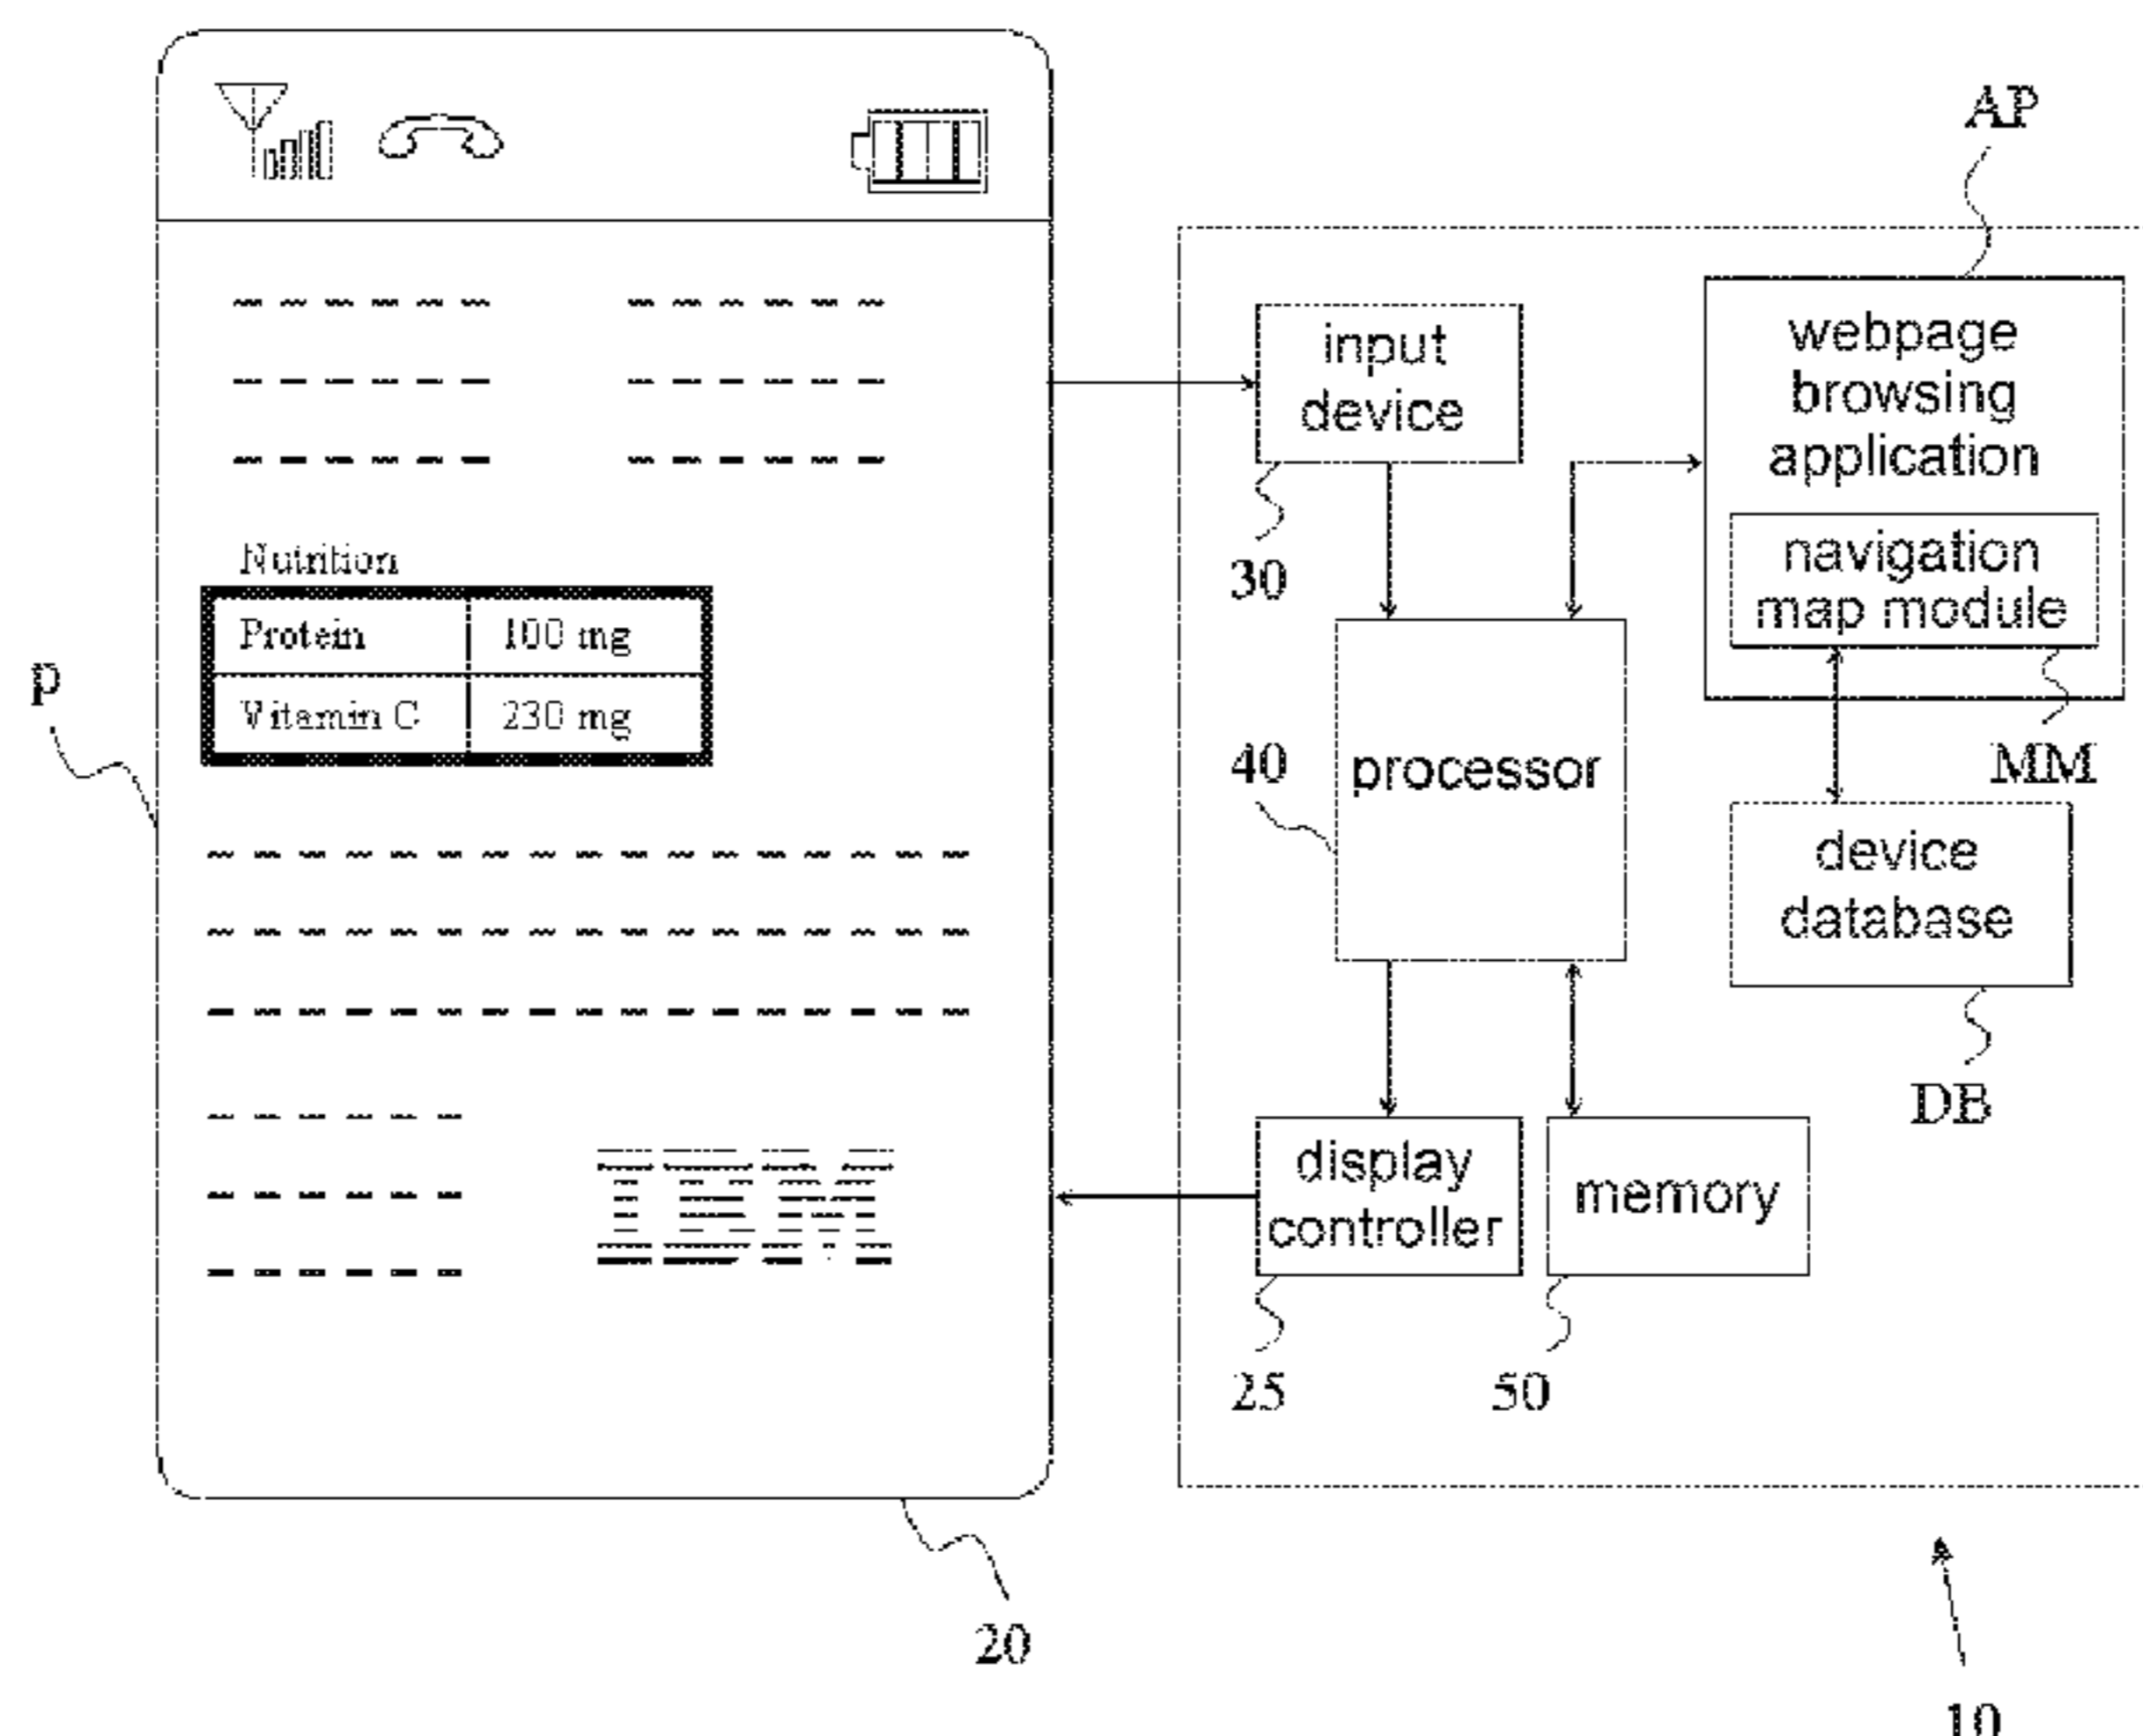 AP
input
device
webpage
browsing
application
navigation
map module
30
Nutrition
Protein 100 mg
Vitamin C 230 mg
P
40
processor
MM
device
database
DB
display
controller
memory
IBM
25
50
20
10